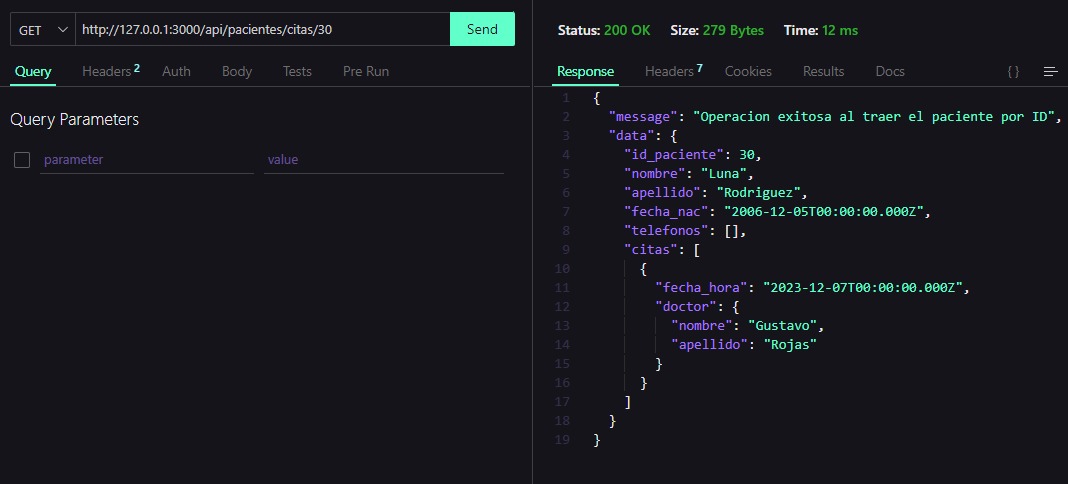 GET http://127.0.0.1:3000/api/pacientes/citas/30 Send
Query Headers 2 Auth Body Tests Pre Run
Query Parameters
parameter value
Status: 200 OK Size: 279 Bytes Time: 12 ms
Response Headers 7 Cookies Results Docs { }
1 {
2 "message": "Operacion exitosa al traer el paciente por ID",
3 "data": {
4 "id_paciente": 30,
5 "nombre": "Luna",
6 "apellido": "Rodriguez",
7 "fecha_nac": "2006-12-05T00:00:00.000Z",
8 "telefonos": [],
9 "citas": [
10 {
11 "fecha_hora": "2023-12-07T00:00:00.000Z",
12 "doctor": {
13 "nombre": "Gustavo",
14 "apellido": "Rojas"
15 }
16 }
17 ]
18 }
19 }